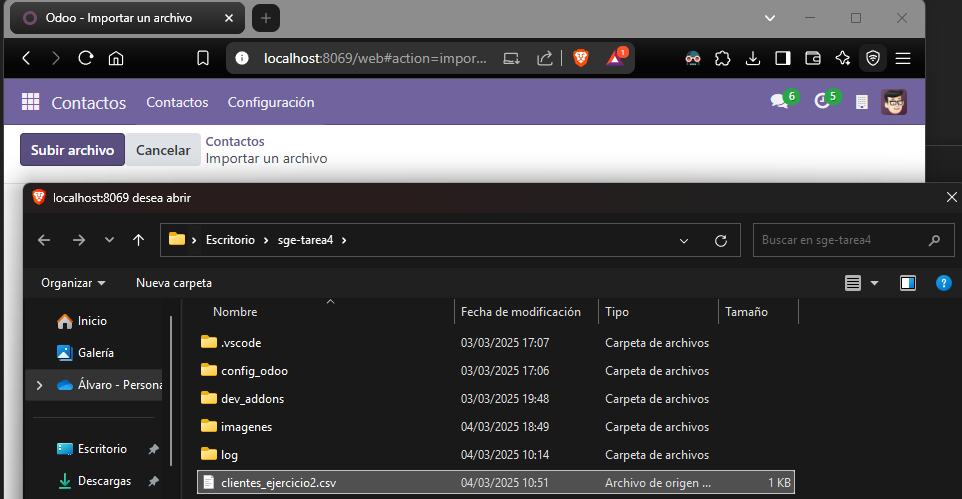 Odoo - Importar un archivo
localhost:8069/web#action=impor...
1
Contactos Contactos Configuración 6 5
Subir archivo Cancelar Contactos
Importar un archivo
localhost:8069 desea abrir
Escritorio sge-tarea4 Buscar en sge-tarea4
Organizar Nueva carpeta
Nombre Fecha de modificación Tipo Tamaño
Inicio
Galería
Álvaro - Persona
Escritorio
Descargas
.vscode 03/03/2025 17:07 Carpeta de archivos
config_odoo 03/03/2025 17:06 Carpeta de archivos
dev_addons 03/03/2025 19:48 Carpeta de archivos
imagenes 04/03/2025 18:49 Carpeta de archivos
log 04/03/2025 10:14 Carpeta de archivos
clientes_ejercicio2.csv 04/03/2025 10:51 Archivo de origen ... 1 KB